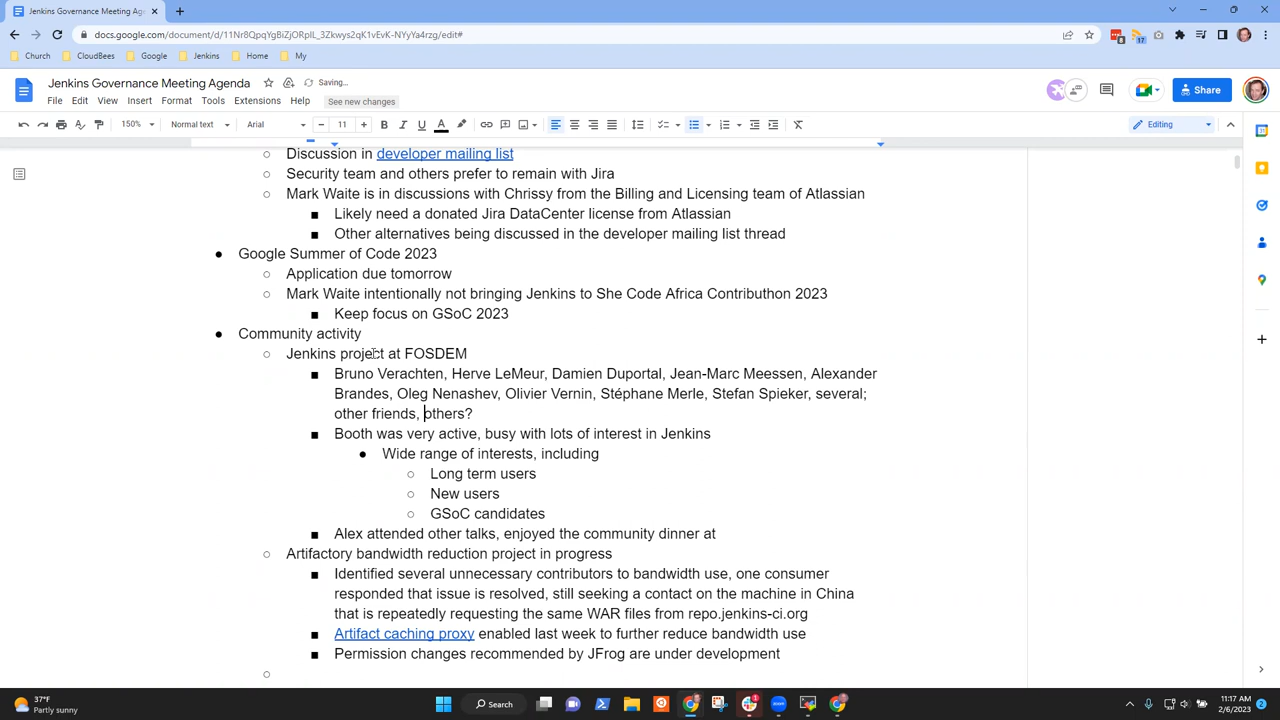 Jenkins Governance Meeting Age
docs.google.com/document/d/11Nr8QpqYgBiZjORpIL_3Zkwys2qK1vEvK-NYyYa4rzg/edit#
Church
CloudBees
Google
Jenkins
Home
My
Jenkins Governance Meeting Agenda
Saving...
File Edit View Insert Format Tools Extensions Help
See new changes
Share
150%
Normal text
Arial
11
Editing
Discussion in developer mailing list
Security team and others prefer to remain with Jira
Mark Waite is in discussions with Chrissy from the Billing and Licensing team of Atlassian
Likely need a donated Jira DataCenter license from Atlassian
Other alternatives being discussed in the developer mailing list thread
Google Summer of Code 2023
Application due tomorrow
Mark Waite intentionally not bringing Jenkins to She Code Africa Contributhon 2023
Keep focus on GSoC 2023
Community activity
Jenkins project at FOSDEM
Bruno Verachten, Herve LeMeur, Damien Duportal, Jean-Marc Meessen, Alexander
Brandes, Oleg Nenashev, Olivier Vernin, Stéphane Merle, Stefan Spieker, several;
other friends, others?
Booth was very active, busy with lots of interest in Jenkins
Wide range of interests, including
Long term users
New users
GSoC candidates
Alex attended other talks, enjoyed the community dinner at
Artifactory bandwidth reduction project in progress
Identified several unnecessary contributors to bandwidth use, one consumer
responded that issue is resolved, still seeking a contact on the machine in China
that is repeatedly requesting the same WAR files from repo.jenkins-ci.org
Artifact caching proxy enabled last week to further reduce bandwidth use
Permission changes recommended by JFrog are under development
37°F
Partly sunny
Search
zoom
11:17 AM
2/6/2023